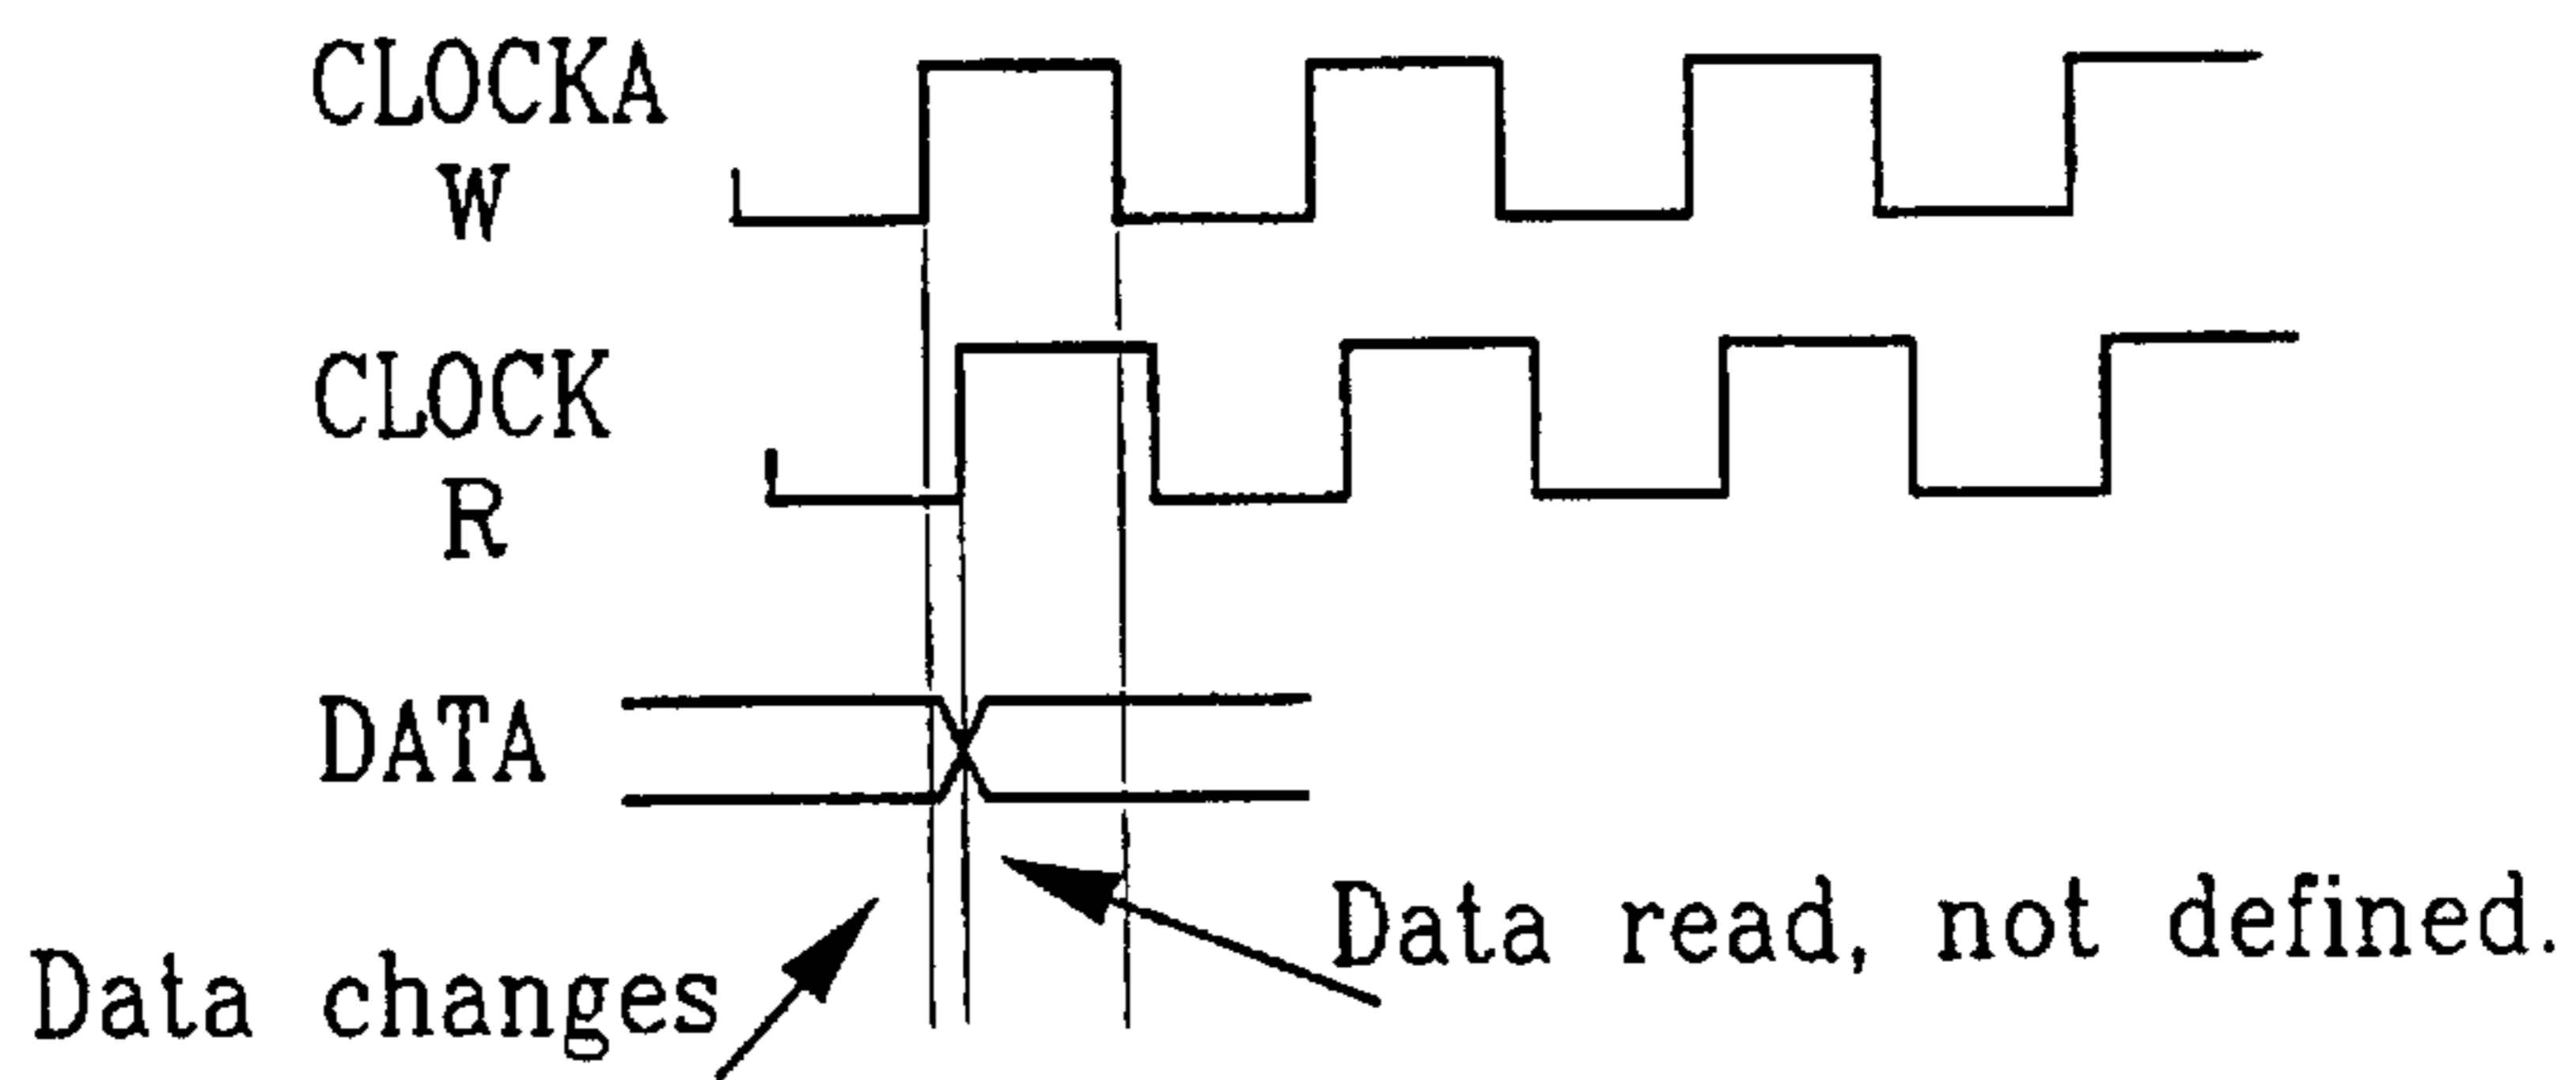 CLOCKA
W
CLOCK
R
DATA
Data read, not defined.
Data changes